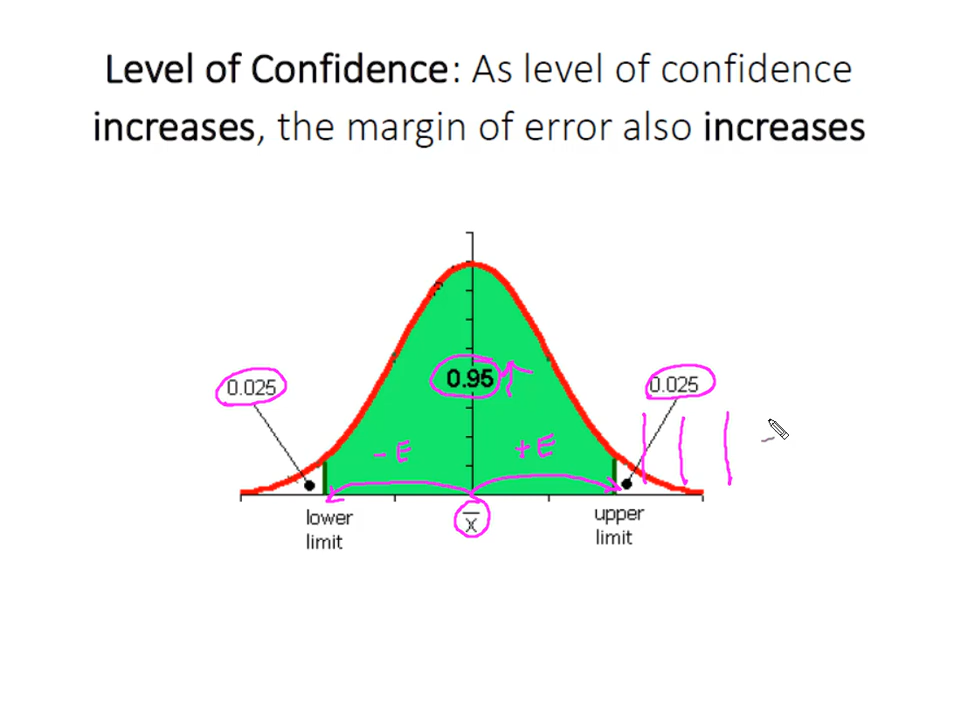 Level of Confidence: As level of confidence
increases, the margin of error also increases
0.95
0.025
0.025
-E
+E
lower
limit
x̅
upper
limit